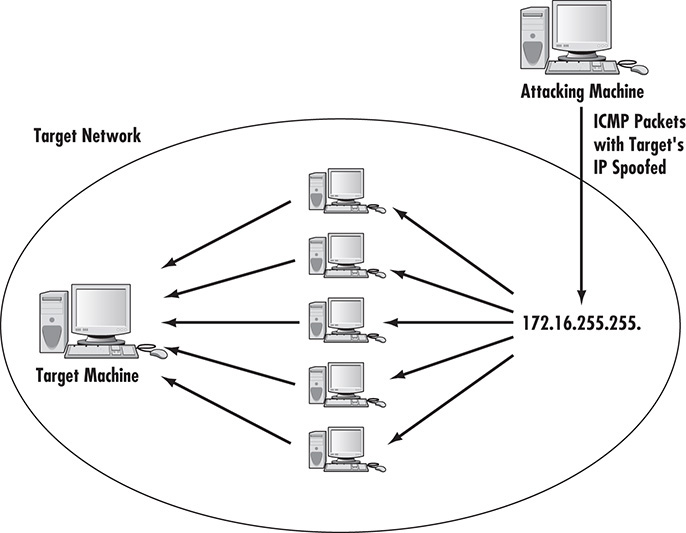 Attacking Machine
ICMP Packets
with Target's
IP Spoofed
Target Network
172.16.255.255.
Target Machine